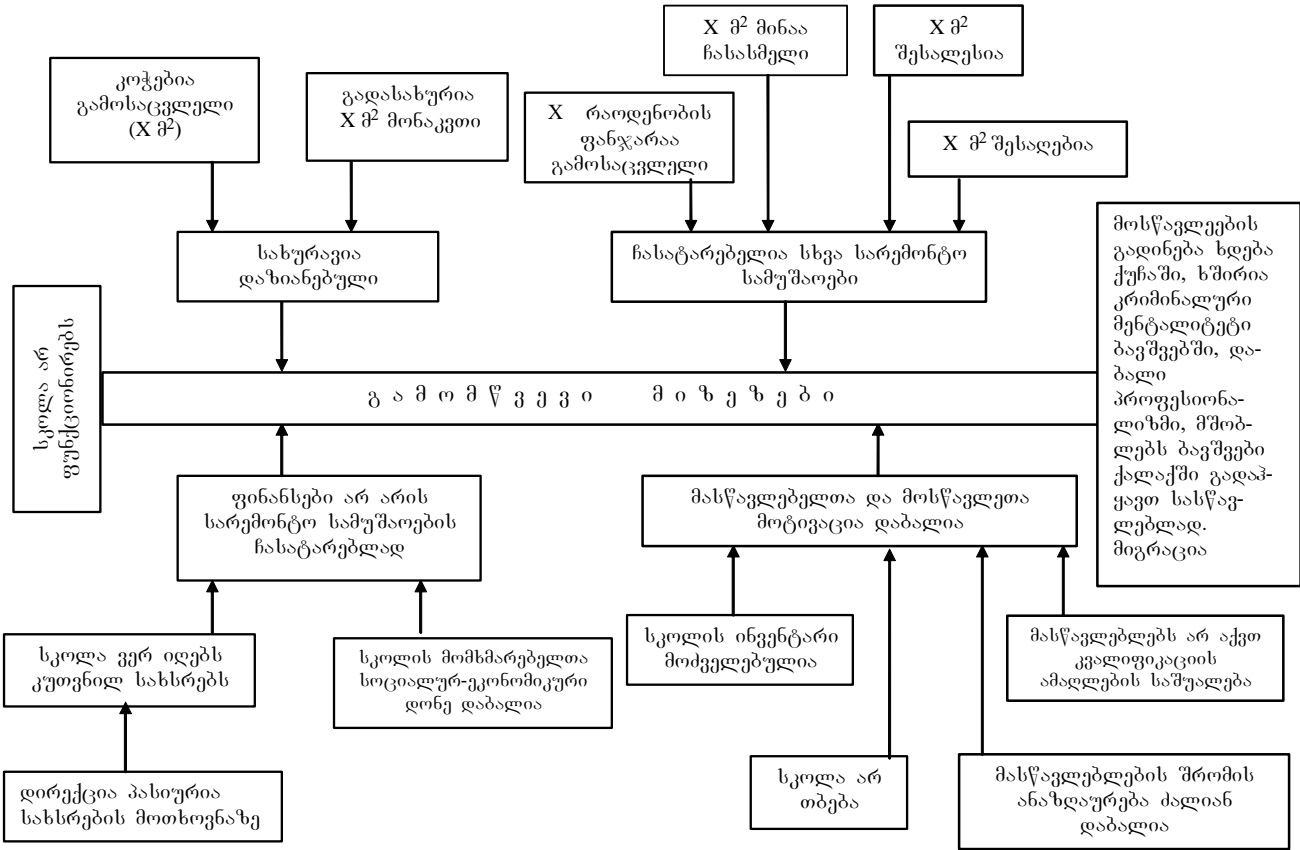 X მ² მინაა
ჩასასმელი
X მ²
შესალესია
კოჭებია
გამოსაცვლელი
(X მ²)
გადასახურია
X მ² მონაკვთი
X რაოდენობის
ფანჯარაა
გამოსაცვლელი
X მ² შესაღებია
სახურავია
დაზიანებული
ჩასატარებელია სხვა სარემონტო
სამუშაოები
მოსწავლეების
გადინება ხდება
ქუჩაში, ხშირია
კრიმინალური
მენტალიტეტი
ბავშვებში, და-
ბალი
პროფესიონა-
ლიზმი, მშობ-
ლებს ბავშვები
ქალაქში გადაჰ-
ყავთ სასწავ-
ლებლად.
მიგრაცია
სკოლა არ
ფუნქციონირებს
გამომწვევი მიზეზები
ფინანსები არ არის
სარემონტო სამუშაოების
ჩასატარებლად
მასწავლებელთა და მოსწავლეთა
მოტივაცია დაბალია
სკოლა ვერ იღებს
კუთვნილ სახსრებს
სკოლის მომხმარებელთა
სოციალურ-ეკონომიკური
დონე დაბალია
სკოლის ინვენტარი
მოძველებულია
მასწავლებლებს არ აქვთ
კვალიფიკაციის
ამაღლების საშუალება
დირექცია პასიურია
სახსრების მოთხოვნაზე
სკოლა არ
თბება
მასწავლებლების შრომის
ანაზღაურება ძალიან
დაბალია